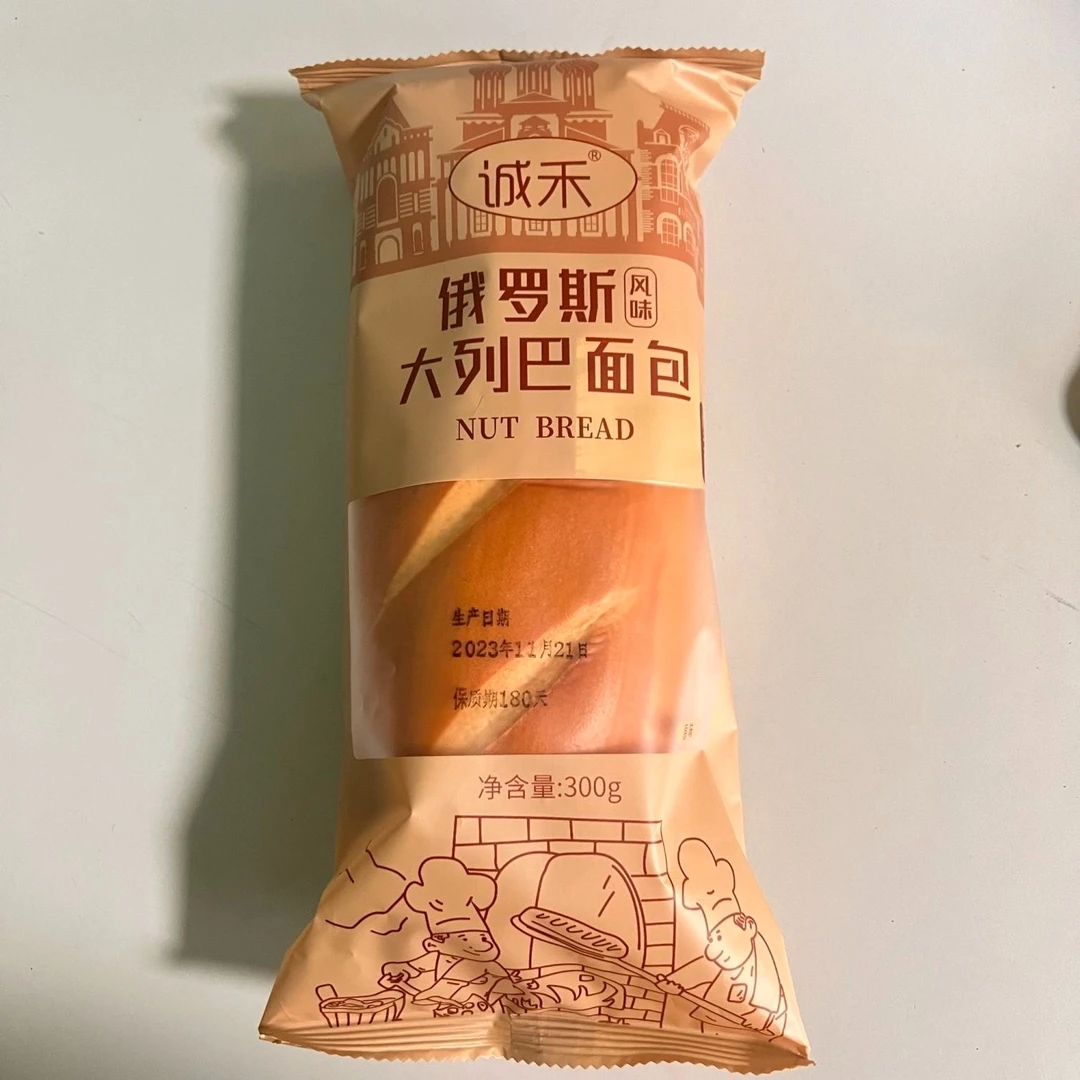 诚禾®
俄罗斯风味
大列巴面包
NUT BREAD
生产日期
2023年11月21日
保质期180天
净含量:300g